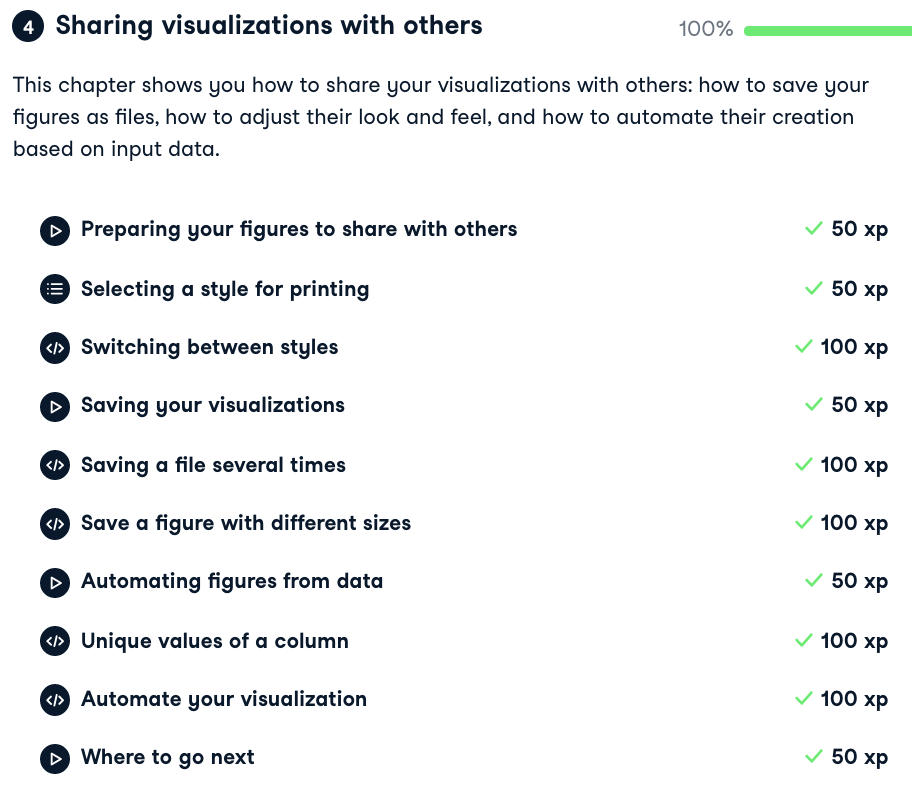 4 Sharing visualizations with others 100%
This chapter shows you how to share your visualizations with others: how to save your
figures as files, how to adjust their look and feel, and how to automate their creation
based on input data.
Preparing your figures to share with others 50 xp
Selecting a style for printing 50 xp
Switching between styles 100 xp
Saving your visualizations 50 xp
Saving a file several times 100 xp
Save a figure with different sizes 100 xp
Automating figures from data 50 xp
Unique values of a column 100 xp
Automate your visualization 100 xp
Where to go next 50 xp